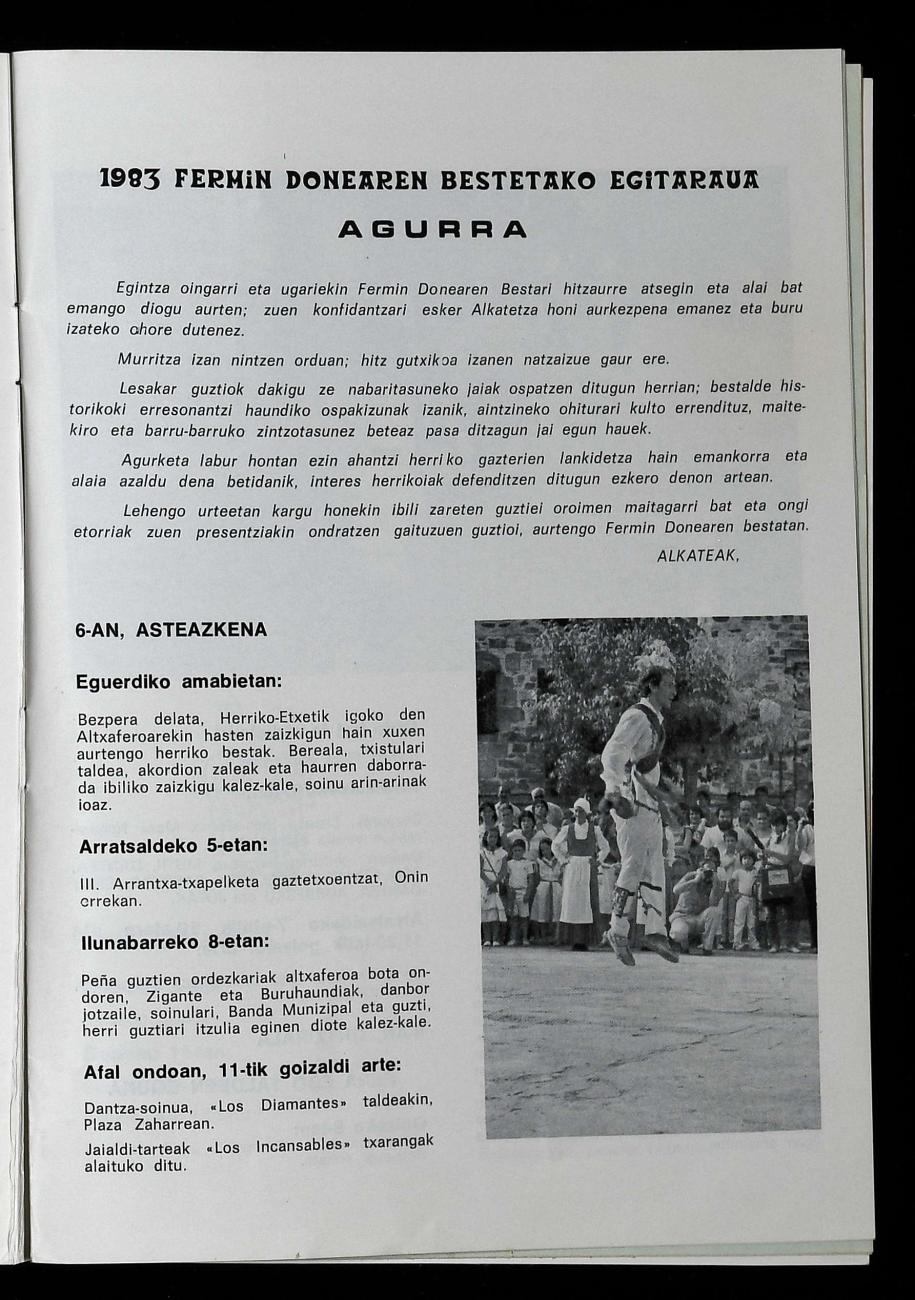 1983 FERMiN DONEAREN BESTETAKO EGiTARAUA
AGURRA
Egintza oingarri eta ugariekin Fermin Donearen Bestari hitzaurre atsegin eta alai bat
emango diogu aurten; zuen konfidantzari esker Alkatetza honi aurkezpena emanez eta buru
izateko ohore dutenez.
Murritza izan nintzen orduan; hitz gutxikoa izanen natzaizue gaur ere.
Lesakar guztiok dakigu ze nabaritasuneko jaiak ospatzen ditugun herrian; bestalde his-
torikoki erresonantzi haundiko ospakizunak izanik, aintzineko ohiturari kulto errendituz, maite-
kiro eta barru-barruko zintzotasunez beteaz pasa ditzagun jai egun hauek.
Agurketa labur hontan ezin ahantzi herriko gazterien lankidetza hain emankorra eta
alaia azaldu dena betidanik, interes herrikoiak defenditzen ditugun ezkero denon artean.
Lehengo urteetan kargu honekin ibili zareten guztiei oroimen maitagarri bat eta ongi
etorriak zuen presentziakin ondratzen gaituzuen guztioi, aurtengo Fermin Donearen bestatan.
ALKATEAK,
6-AN, ASTEAZKENA
Eguerdiko amabietan:
Bezpera delata, Herriko-Etxetik igoko den
Altxaferoarekin hasten zaizkigun hain xuxen
aurtengo herriko bestak. Bereala, txistulari
taldea, akordion zaleak eta haurren daborra-
da ibiliko zaizkigu kalez-kale, soinu arin-arinak
ioaz.
Arratsaldeko 5-etan:
III. Arrantxa-txapelketa gaztetxoentzat, Onin
errekan.
Ilunabarreko 8-etan:
Peña guztien ordezkariak altxaferoa bota on-
doren, Zigante eta Buruhaundiak, danbor
jotzaile, soinulari, Banda Munizipal eta guzti,
herri guztiari itzulia eginen diote kalez-kale.
Afal ondoan, 11-tik goizaldi arte:
Dantza-soinua, «Los Diamantes» taldeakin,
Plaza Zaharrean.
Jaialdi-tarteak «Los Incansables» txarangak
alaituko ditu.